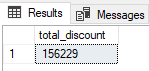 Results Messages
total_discount
1 156229